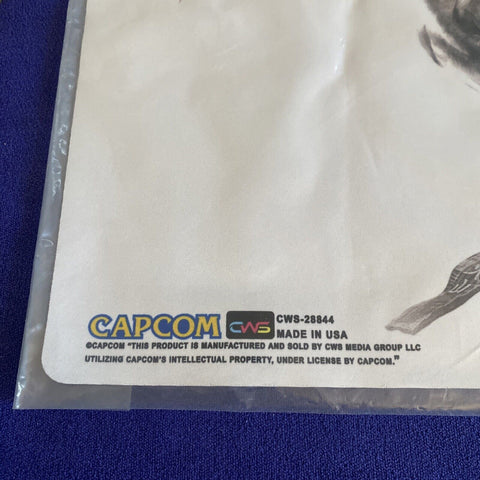 CAPCOM CWS CWS-28844
MADE IN USA
©CAPCOM "THIS PRODUCT IS MANUFACTURED AND SOLD BY CWS MEDIA GROUP LLC
UTILIZING CAPCOM'S INTELLECTUAL PROPERTY, UNDER LICENSE BY CAPCOM."